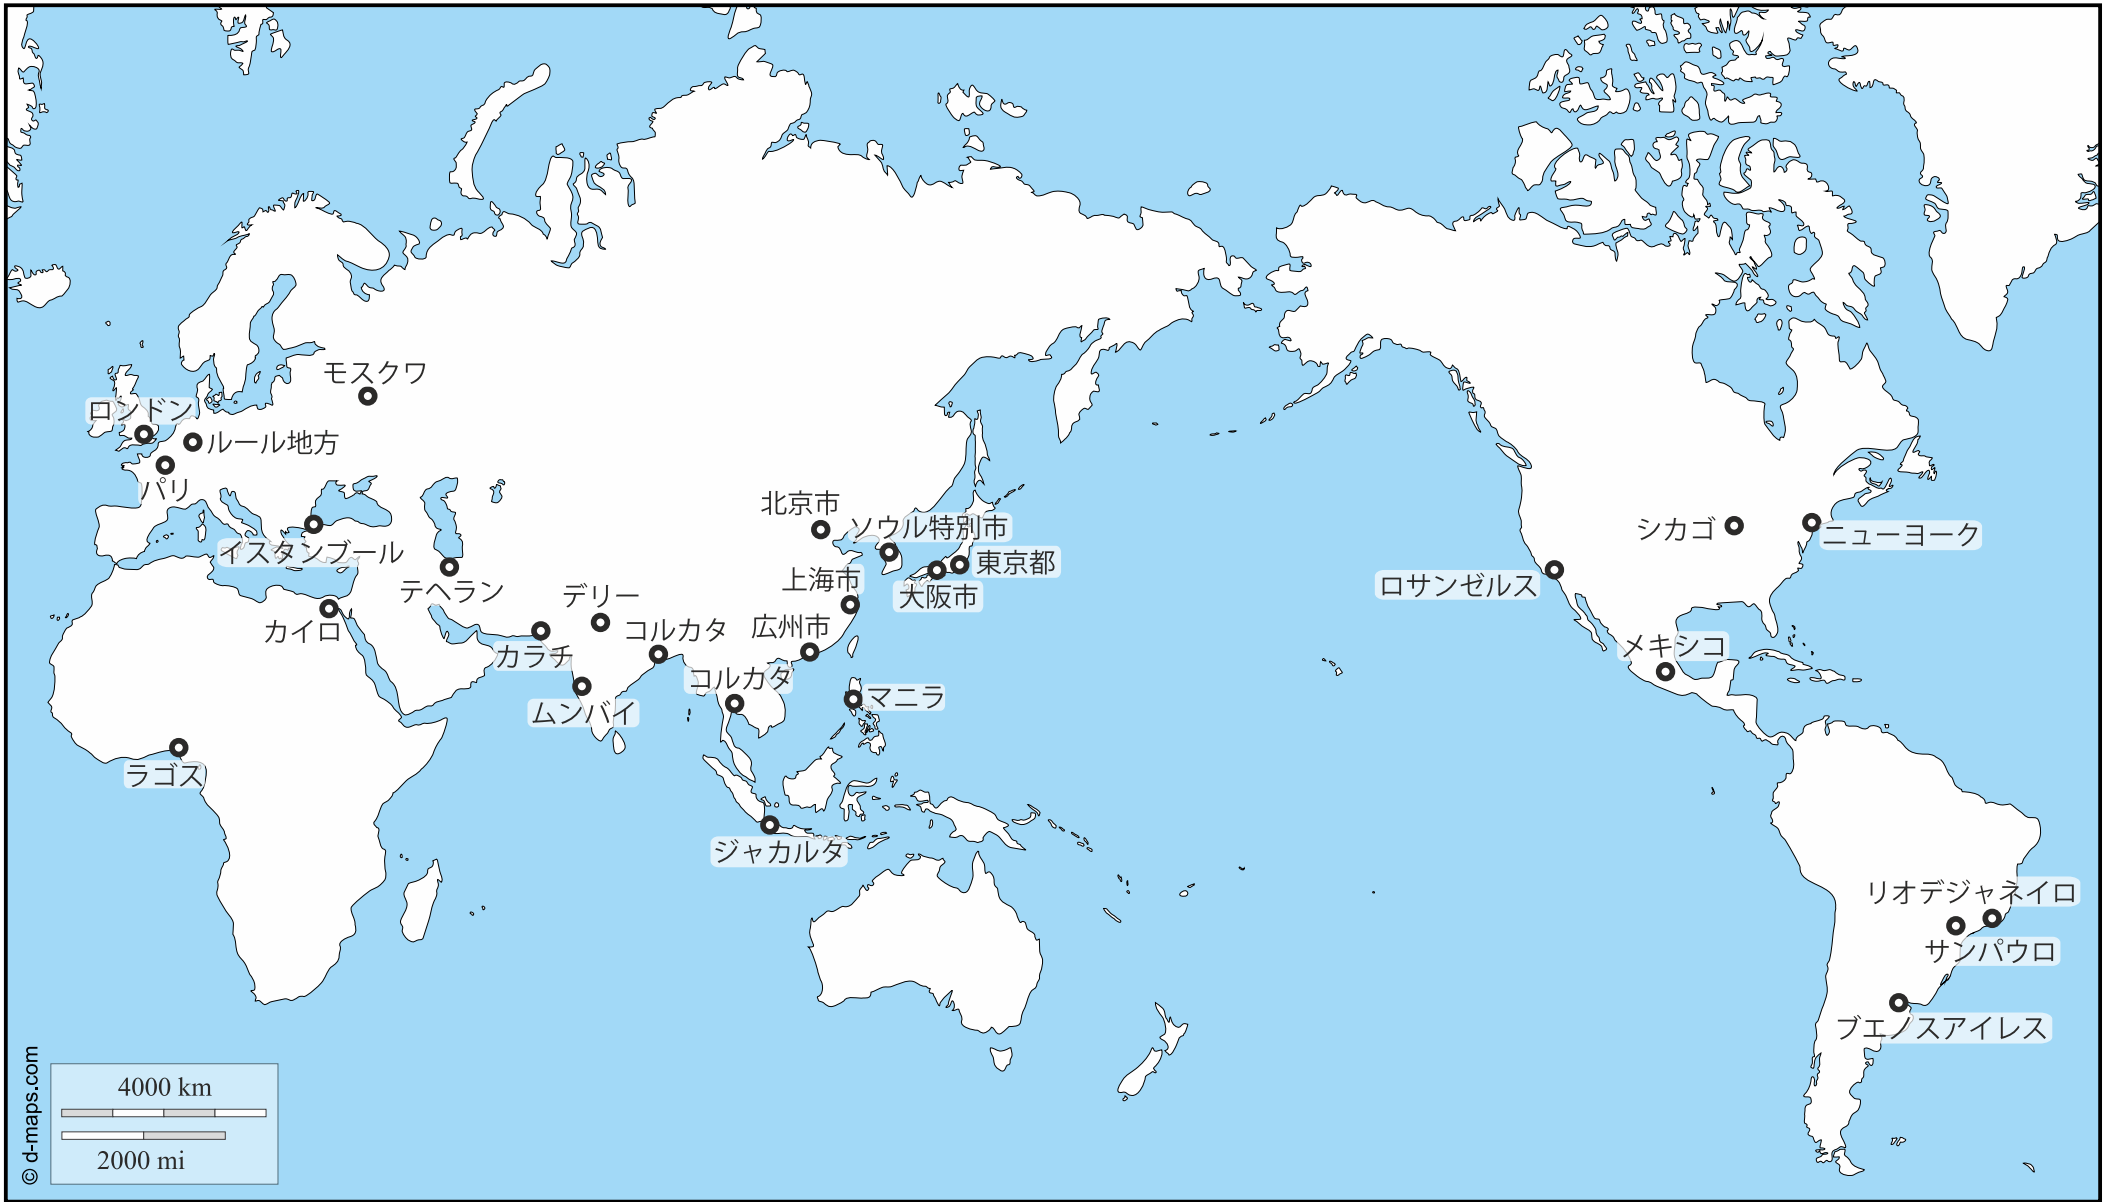 モスクワ
ロンドン
ルール地方
パリ
北京市
ソウル特別市
シカゴ
ニューヨーク
イスタンブール
東京都
上海市
ロサンゼルス
テヘラン
デリー
大阪市
カイロ
コルカタ
広州市
メキシコ
カラチ
コルカタ
マニラ
ムンバイ
ラゴス
ジャカルタ
リオデジャネイロ
サンパウロ
ブエノスアイレス
4000 km
2000 mi
© d-maps.com